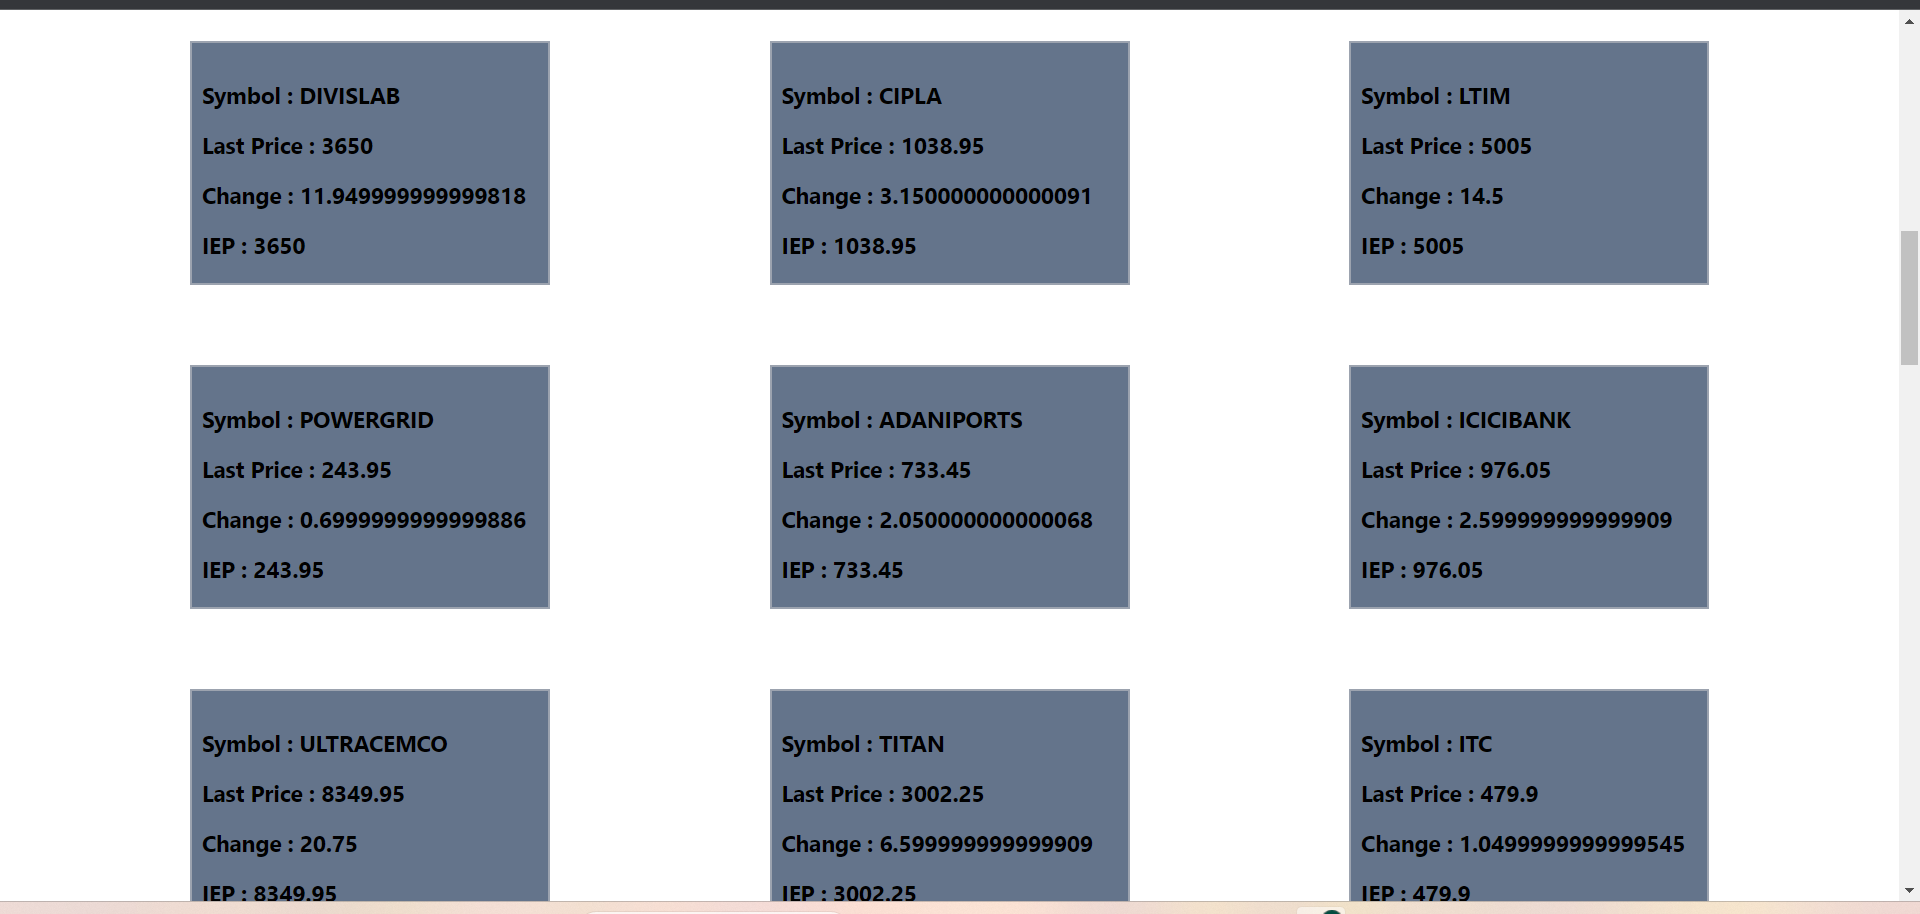 Symbol : DIVISLAB
Last Price : 3650
Change : 11.949999999999818
IEP : 3650
Symbol : CIPLA
Last Price : 1038.95
Change : 3.150000000000091
IEP : 1038.95
Symbol : LTIM
Last Price : 5005
Change : 14.5
IEP : 5005
Symbol : POWERGRID
Last Price : 243.95
Change : 0.6999999999999886
IEP : 243.95
Symbol : ADANIPORTS
Last Price : 733.45
Change : 2.050000000000068
IEP : 733.45
Symbol : ICICIBANK
Last Price : 976.05
Change : 2.599999999999909
IEP : 976.05
Symbol : ULTRACEMCO
Last Price : 8349.95
Change : 20.75
IEP : 8349.95
Symbol : TITAN
Last Price : 3002.25
Change : 6.599999999999909
IEP : 3002.25
Symbol : ITC
Last Price : 479.9
Change : 1.0499999999999545
IEP : 479.9